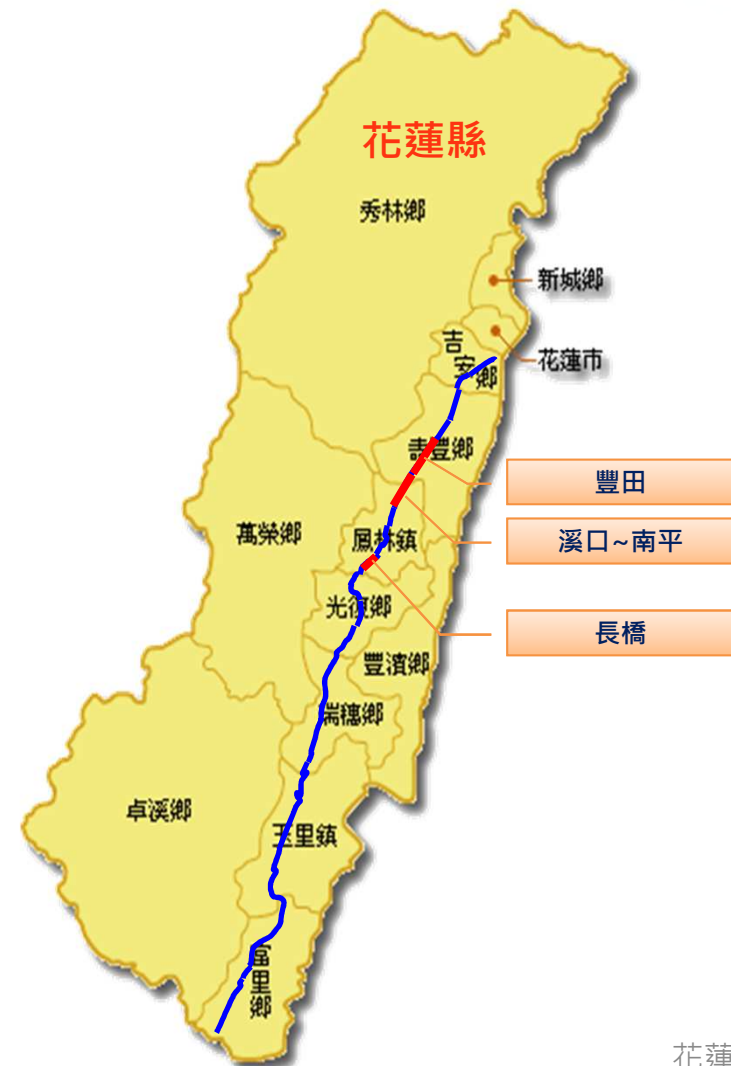 花蓮縣
秀林鄉
新城鄉
花蓮市
吉安鄉
壽豐鄉
豐田
溪口~南平
萬榮鄉
鳳林鎮
長橋
光復鄉
豐濱鄉
瑞穗鄉
卓溪鄉
玉里鎮
富里鄉
花蓮